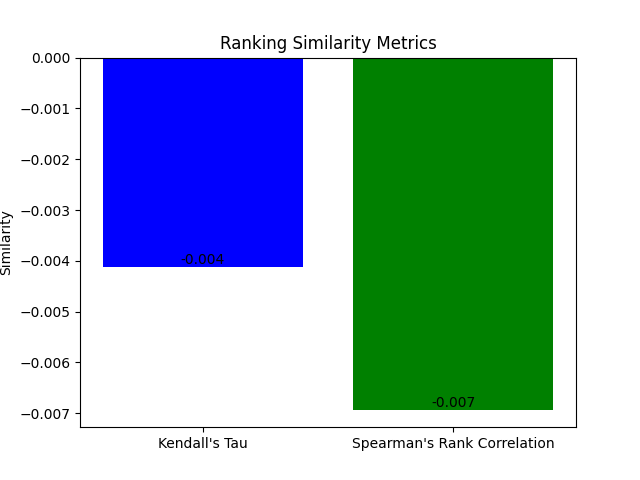 Ranking Similarity Metrics
0.000
−0.001
−0.002
−0.003
−0.004
−0.005
−0.006
−0.007
Similarity
-0.004
-0.007
Kendall's Tau
Spearman's Rank Correlation